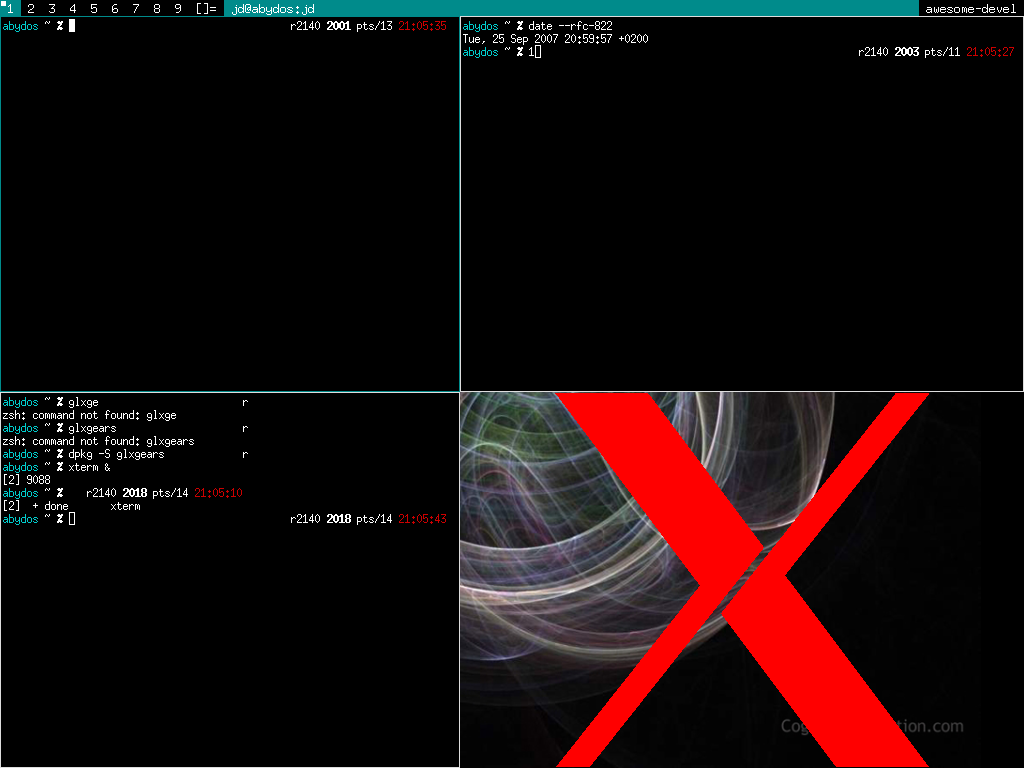 1 2 3 4 5 6 7 8 9 []= jd@abydos:jd awesome-devel
abydos ~ % r2140 2001 pts/13 21:05:35
abydos ~ % date --rfc-822
Tue, 25 Sep 2007 20:59:57 +0200
abydos ~ % 1 r2140 2003 pts/11 21:05:27
abydos ~ % glxge r
zsh: command not found: glxge
abydos ~ % glxgears r
zsh: command not found: glxgears
abydos ~ % dpkg -S glxgears r
abydos ~ % xterm &
[2] 9088
abydos ~ % r2140 2018 pts/14 21:05:10
[2] + done xterm
abydos ~ % r2140 2018 pts/14 21:05:43